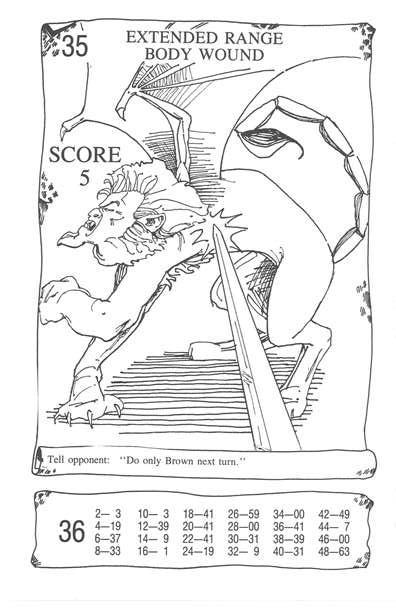 35
EXTENDED RANGE
BODY WOUND
SCORE
5
Tell opponent: "Do only Brown next turn."
36
2— 3 10— 3 18—41 26—59 34—00 42—49
4—19 12—39 20—41 28—00 36—41 44— 7
6—37 14— 9 22—41 30—31 38—39 46—00
8—33 16— 1 24—19 32— 9 40—31 48—63